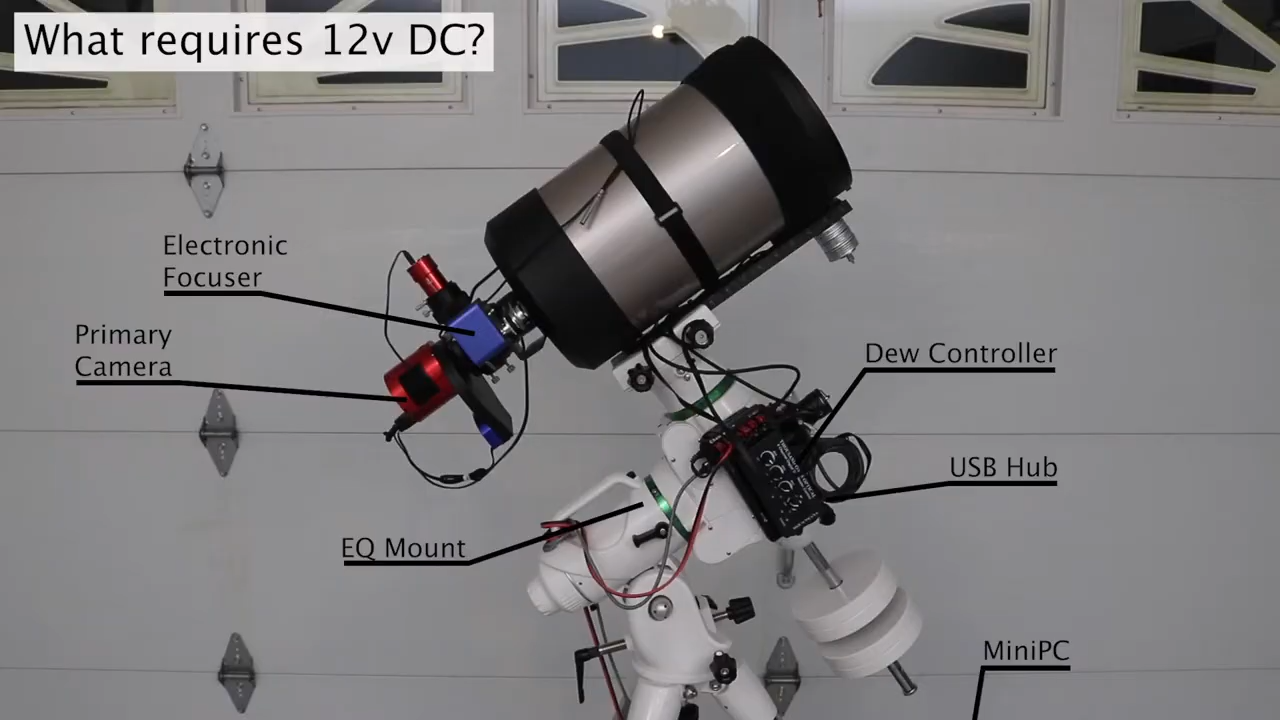 What requires 12v DC?
Electronic
Focuser
Primary
Camera
Dew Controller
USB Hub
EQ Mount
MiniPC